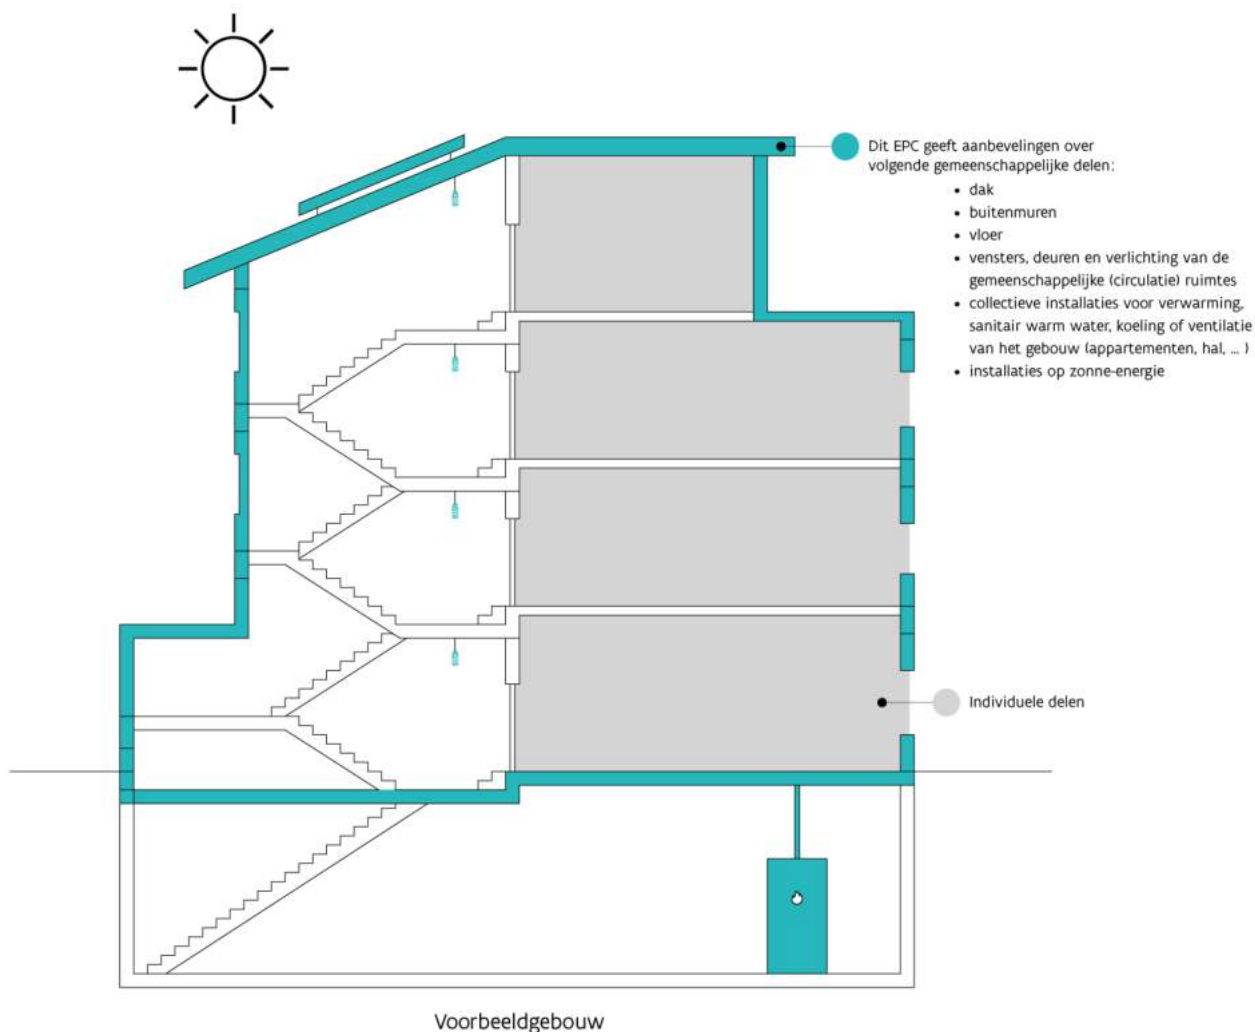 Dit EPC geeft aanbevelingen over
volgende gemeenschappelijke delen:
• dak
• buitenmuren
• vloer
• vensters, deuren en verlichting van de
gemeenschappelijke (circulatie) ruimtes
• collectieve installaties voor verwarming,
sanitair warm water, koeling of ventilatie
van het gebouw (appartementen, hal, ... )
• installaties op zonne-energie
Individuele delen
Voorbeeldgebouw